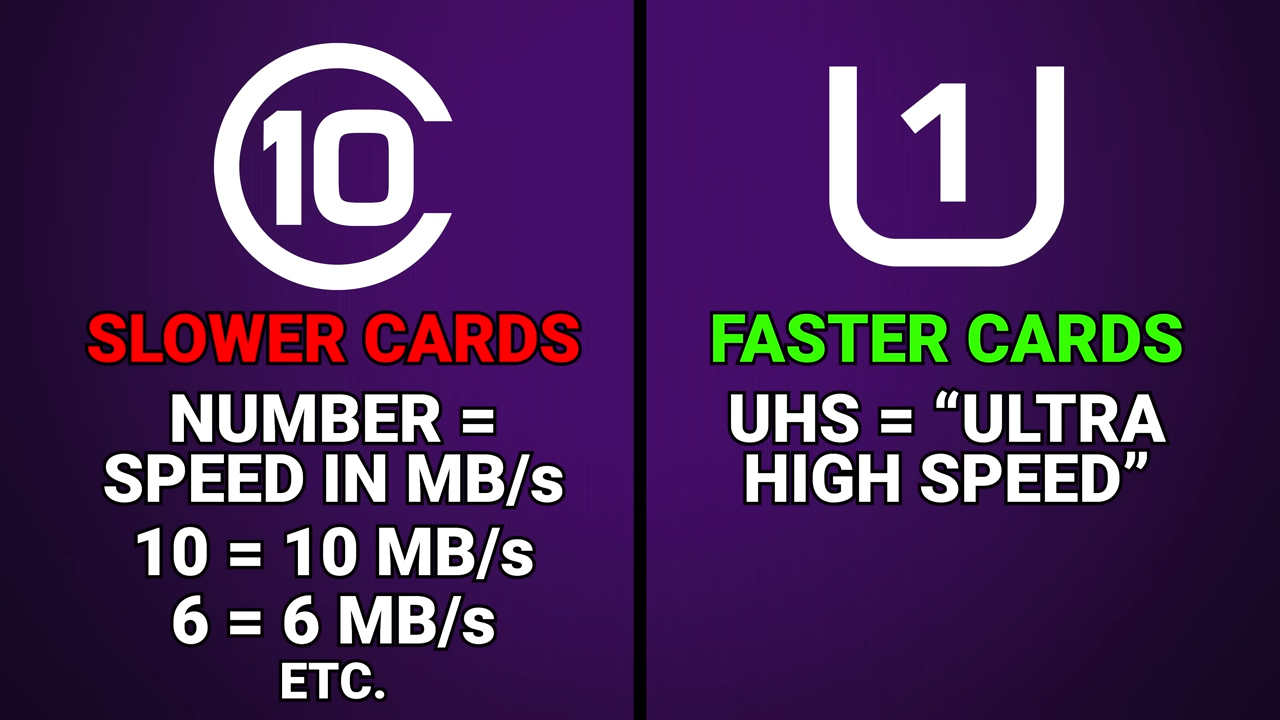 10
SLOWER CARDS
NUMBER =
SPEED IN MB/s
10 = 10 MB/s
6 = 6 MB/s
ETC.
1
FASTER CARDS
UHS = “ULTRA
HIGH SPEED”